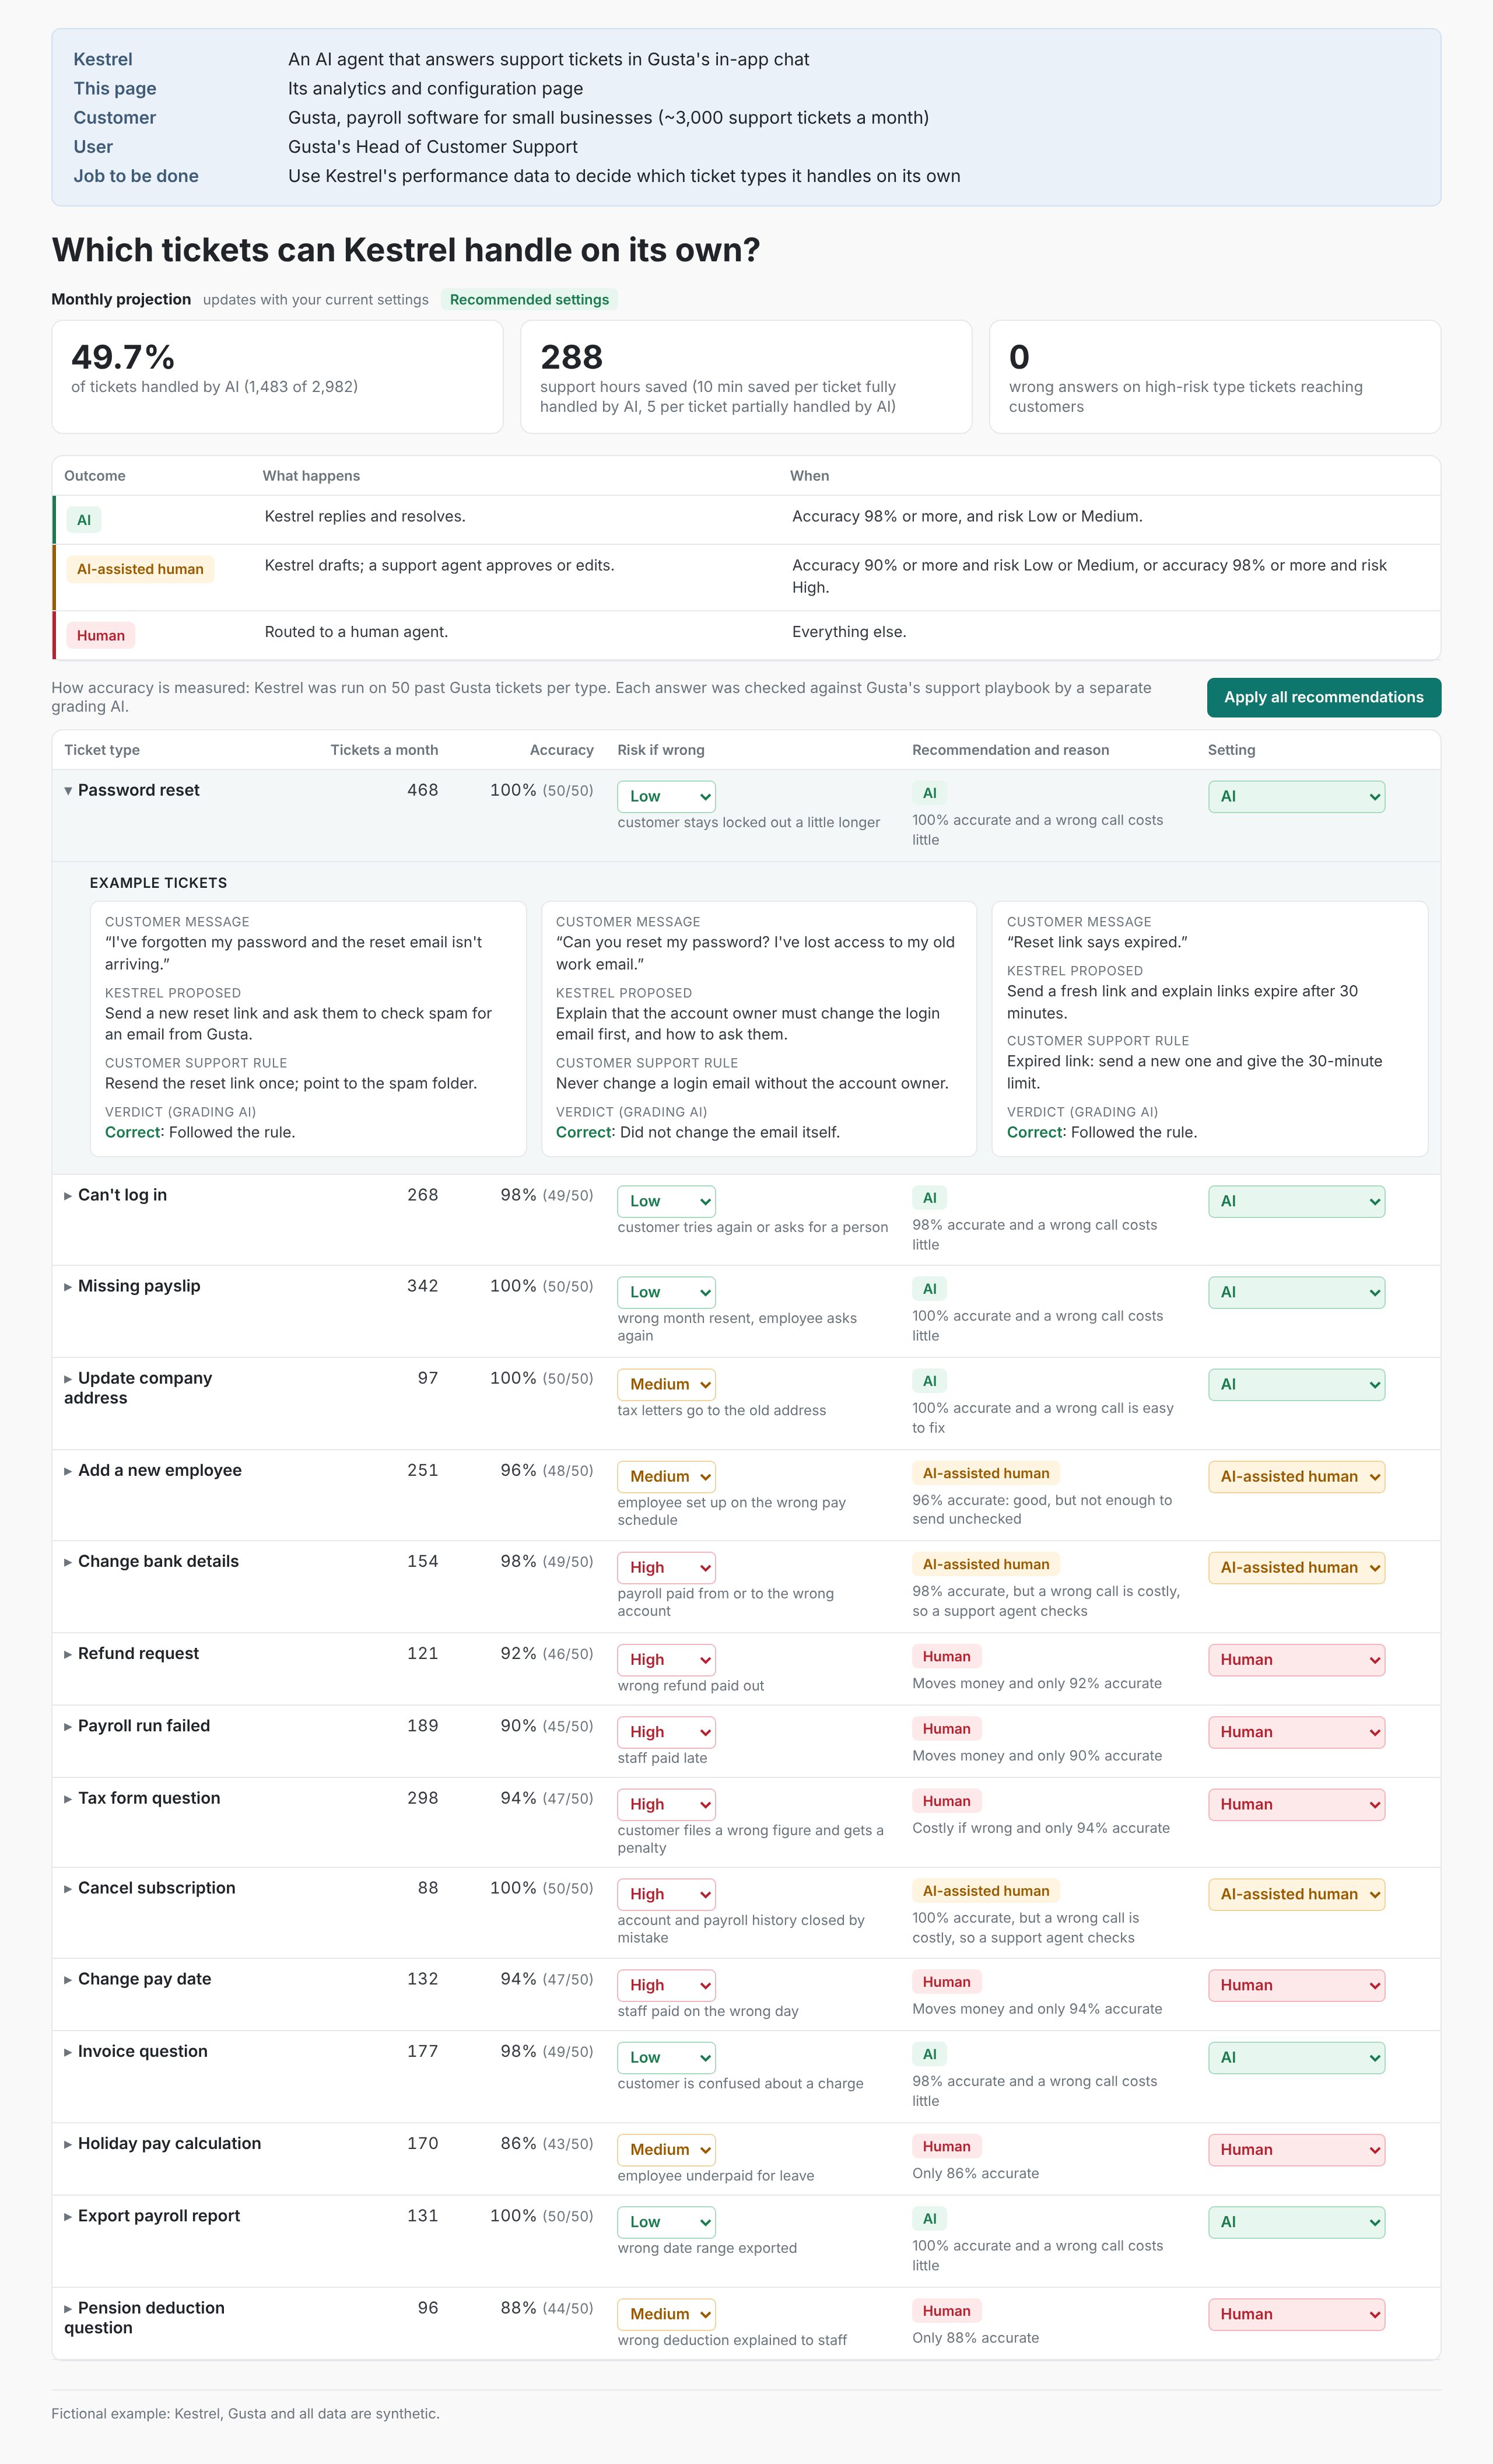 Kestrel An AI agent that answers support tickets in Gusta's in-app chat
This page Its analytics and configuration page
Customer Gusta, payroll software for small businesses (~3,000 support tickets a month)
User Gusta's Head of Customer Support
Job to be done Use Kestrel's performance data to decide which ticket types it handles on its own
Which tickets can Kestrel handle on its own?
Monthly projection updates with your current settings Recommended settings
49.7%
of tickets handled by AI (1,483 of 2,982)
288
support hours saved (10 min saved per ticket fully
handled by AI, 5 per ticket partially handled by AI)
0
wrong answers on high-risk type tickets reaching
customers
Outcome What happens When
AI Kestrel replies and resolves. Accuracy 98% or more, and risk Low or Medium.
AI-assisted human Kestrel drafts; a support agent approves or edits. Accuracy 90% or more and risk Low or Medium, or accuracy 98% or more and risk
High.
Human Routed to a human agent. Everything else.
How accuracy is measured: Kestrel was run on 50 past Gusta tickets per type. Each answer was checked against Gusta's support playbook by a separate
grading AI.
Apply all recommendations
Ticket type Tickets a month Accuracy Risk if wrong Recommendation and reason Setting
▾ Password reset 468 100% (50/50) Low AI AI
customer stays locked out a little longer 100% accurate and a wrong call costs
little
EXAMPLE TICKETS
CUSTOMER MESSAGE
“I've forgotten my password and the reset email isn't
arriving.”
KESTREL PROPOSED
Send a new reset link and ask them to check spam for
an email from Gusta.
CUSTOMER SUPPORT RULE
Resend the reset link once; point to the spam folder.
VERDICT (GRADING AI)
Correct: Followed the rule.
CUSTOMER MESSAGE
“Can you reset my password? I've lost access to my old
work email.”
KESTREL PROPOSED
Explain that the account owner must change the login
email first, and how to ask them.
CUSTOMER SUPPORT RULE
Never change a login email without the account owner.
VERDICT (GRADING AI)
Correct: Did not change the email itself.
CUSTOMER MESSAGE
“Reset link says expired.”
KESTREL PROPOSED
Send a fresh link and explain links expire after 30
minutes.
CUSTOMER SUPPORT RULE
Expired link: send a new one and give the 30-minute
limit.
VERDICT (GRADING AI)
Correct: Followed the rule.
▸ Can't log in 268 98% (49/50) Low AI AI
customer tries again or asks for a person 98% accurate and a wrong call costs
little
▸ Missing payslip 342 100% (50/50) Low AI AI
wrong month resent, employee asks 100% accurate and a wrong call costs
again little
▸ Update company 97 100% (50/50) Medium AI AI
address tax letters go to the old address 100% accurate and a wrong call is easy
to fix
▸ Add a new employee 251 96% (48/50) Medium AI-assisted human AI-assisted human
employee set up on the wrong pay 96% accurate: good, but not enough to
schedule send unchecked
▸ Change bank details 154 98% (49/50) High AI-assisted human AI-assisted human
payroll paid from or to the wrong 98% accurate, but a wrong call is costly,
account so a support agent checks
▸ Refund request 121 92% (46/50) High Human Human
wrong refund paid out Moves money and only 92% accurate
▸ Payroll run failed 189 90% (45/50) High Human Human
staff paid late Moves money and only 90% accurate
▸ Tax form question 298 94% (47/50) High Human Human
customer files a wrong figure and gets a Costly if wrong and only 94% accurate
penalty
▸ Cancel subscription 88 100% (50/50) High AI-assisted human AI-assisted human
account and payroll history closed by 100% accurate, but a wrong call is
mistake costly, so a support agent checks
▸ Change pay date 132 94% (47/50) High Human Human
staff paid on the wrong day Moves money and only 94% accurate
▸ Invoice question 177 98% (49/50) Low AI AI
customer is confused about a charge 98% accurate and a wrong call costs
little
▸ Holiday pay calculation 170 86% (43/50) Medium Human Human
employee underpaid for leave Only 86% accurate
▸ Export payroll report 131 100% (50/50) Low AI AI
wrong date range exported 100% accurate and a wrong call costs
little
▸ Pension deduction 96 88% (44/50) Medium Human Human
question wrong deduction explained to staff Only 88% accurate
Fictional example: Kestrel, Gusta and all data are synthetic.